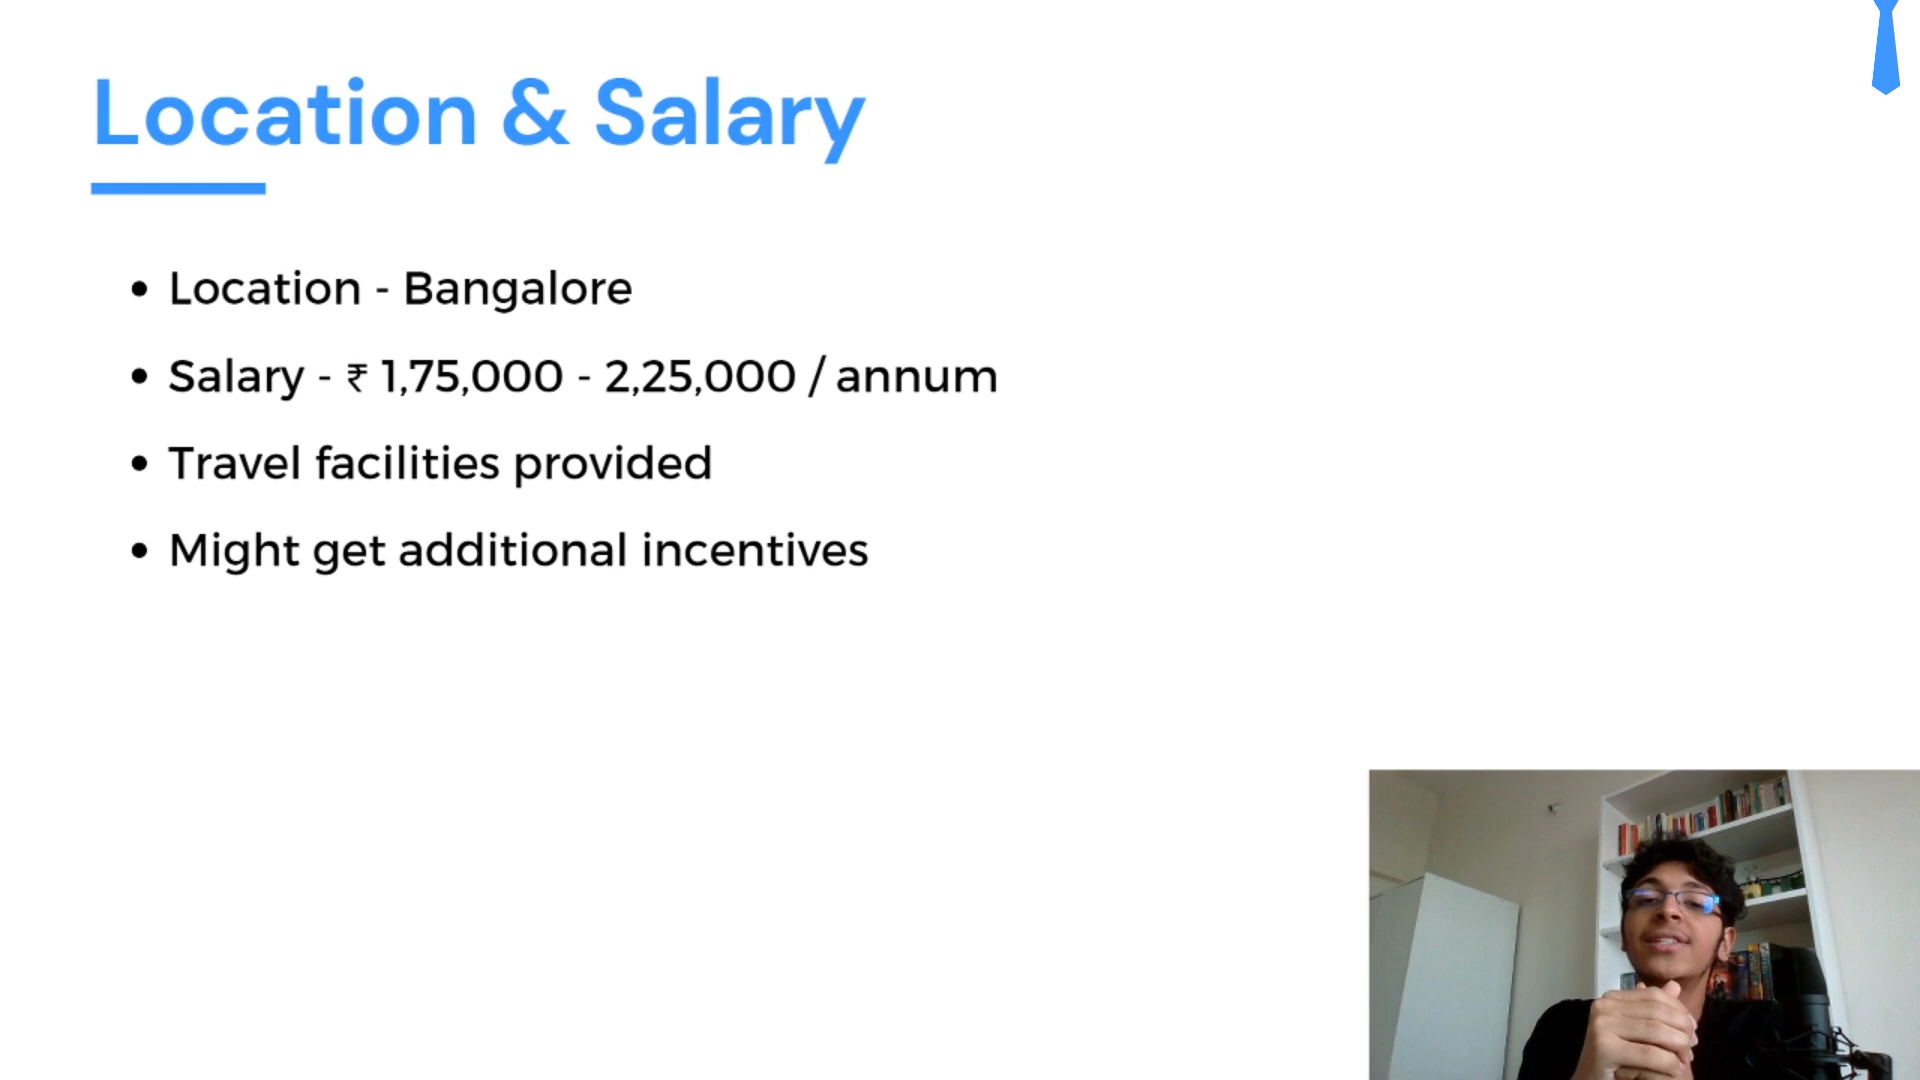 Location & Salary
Location - Bangalore
Salary - ₹ 1,75,000 - 2,25,000 / annum
Travel facilities provided
Might get additional incentives